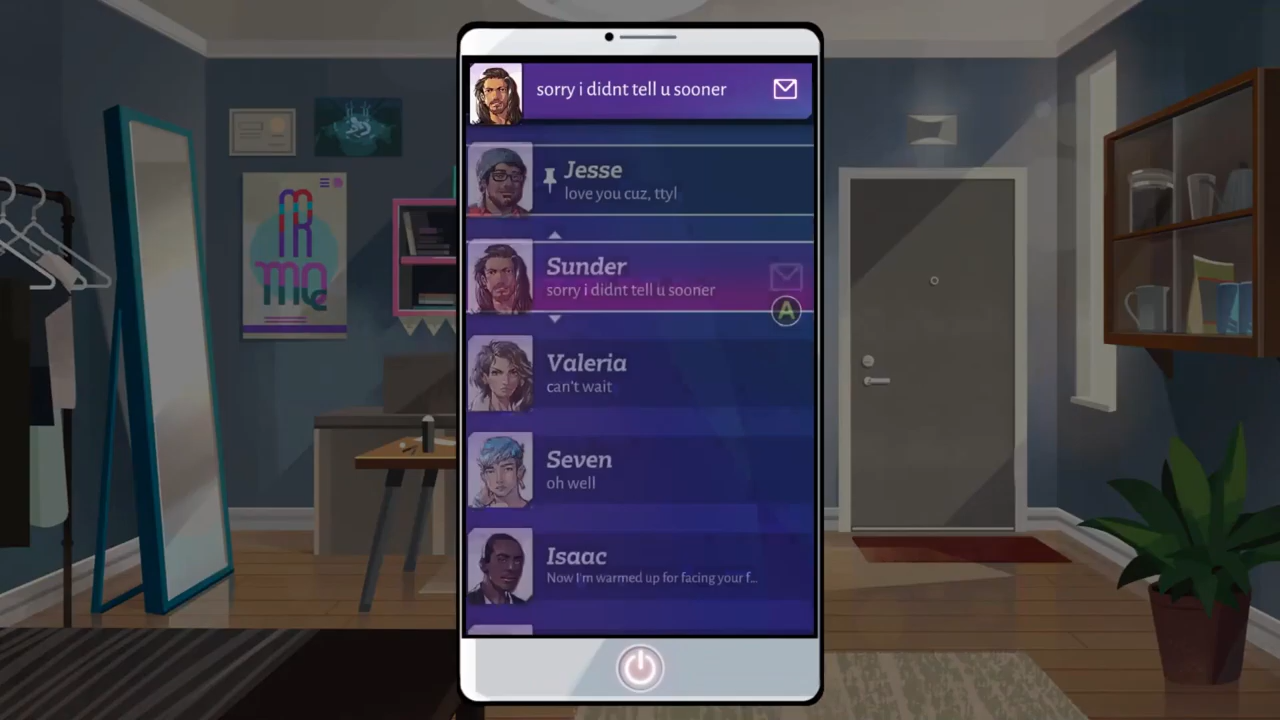 sorry i didnt tell u sooner
Jesse
love you cuz, ttyl
Sunder
sorry i didnt tell u sooner
A
Valeria
can't wait
Seven
oh well
Isaac
Now I'm warmed up for facing your f...